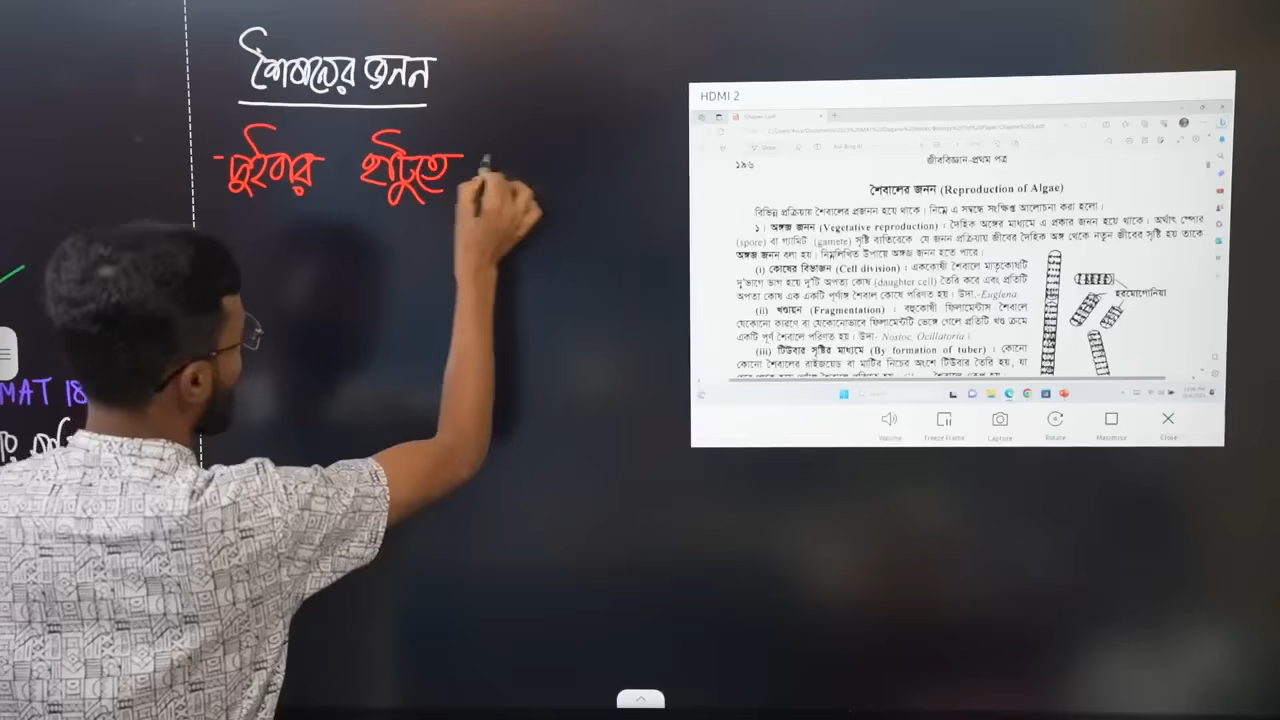 শৈবালের জনন
দুইবার হাঁটুতে
MAT 18
HDMI 2
১৯৬
জীববিজ্ঞান-প্রথম পত্র
শৈবালের জনন (Reproduction of Algae)
বিভিন্ন প্রক্রিয়ায় শৈবালের প্রজনন হয়ে থাকে। নিম্নে এ সম্বন্ধে সংক্ষিপ্ত আলোচনা করা হলো।
১। অঙ্গজ জনন (Vegetative reproduction) : দৈহিক অঙ্গের মাধ্যমে এ প্রকার জনন হয়ে থাকে। অর্থাৎ স্পোর
(spore) বা গ্যামিট (gamete) সৃষ্টি ব্যতিরেকে যে জনন প্রক্রিয়ায় জীবের দৈহিক অঙ্গ থেকে নতুন জীবের সৃষ্টি হয় তাকে
অঙ্গজ জনন বলা হয়। নিম্নলিখিত উপায়ে অঙ্গজ জনন হতে পারে।
(i) কোষের বিভাজন (Cell division) : এককোষী শৈবালে মাতৃকোষটি
দু'ভাগে ভাগ হয়ে দু'টি অপত্য কোষ (daughter cell) তৈরি করে এবং প্রতিটি
অপত্য কোষ এক একটি পূর্ণাঙ্গ শৈবাল কোষে পরিণত হয়। উদা.-Euglena
হরমোগোনিয়া
(ii) খণ্ডায়ন (Fragmentation) : বহুকোষী ফিলামেন্টাস শৈবালে
যেকোনো কারণে বা যেকোনোভাবে ফিলামেন্টটি ভেঙ্গে গেলে প্রতিটি খণ্ড ক্রমে
একটি পূর্ণ শৈবালে পরিণত হয়। উদা- Nostoc, Ocillatoria।
(iii) টিউবার সৃষ্টির মাধ্যমে (By formation of tuber) : কোনো
কোনো শৈবালের রাইজয়েড বা মাটির নিচের অংশে টিউবার তৈরি হয়, যা
Volume Freeze Frame Capture Rotate Maximise Close